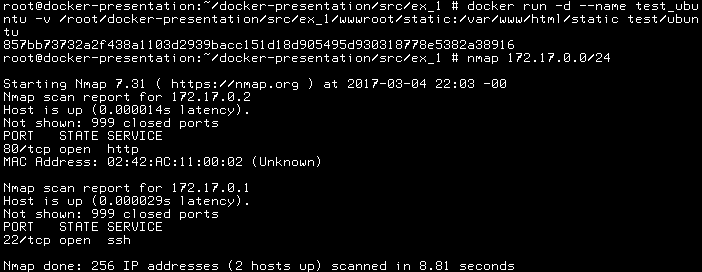 root@docker-presentation:~/docker-presentation/src/ex_1 # docker run -d --name test_ubu
ntu -v /root/docker-presentation/src/ex_1/wwwroot/static:/var/www/html/static test/ubun
tu
857bb73732a2f438a1103d2939bacc151d18d905495d930318778e5382a38916
root@docker-presentation:~/docker-presentation/src/ex_1 # nmap 172.17.0.0/24
Starting Nmap 7.31 ( https://nmap.org ) at 2017-03-04 22:03 -00
Nmap scan report for 172.17.0.2
Host is up (0.000014s latency).
Not shown: 999 closed ports
PORT   STATE SERVICE
80/tcp open  http
MAC Address: 02:42:AC:11:00:02 (Unknown)
Nmap scan report for 172.17.0.1
Host is up (0.000029s latency).
Not shown: 999 closed ports
PORT   STATE SERVICE
22/tcp open  ssh
Nmap done: 256 IP addresses (2 hosts up) scanned in 8.81 seconds